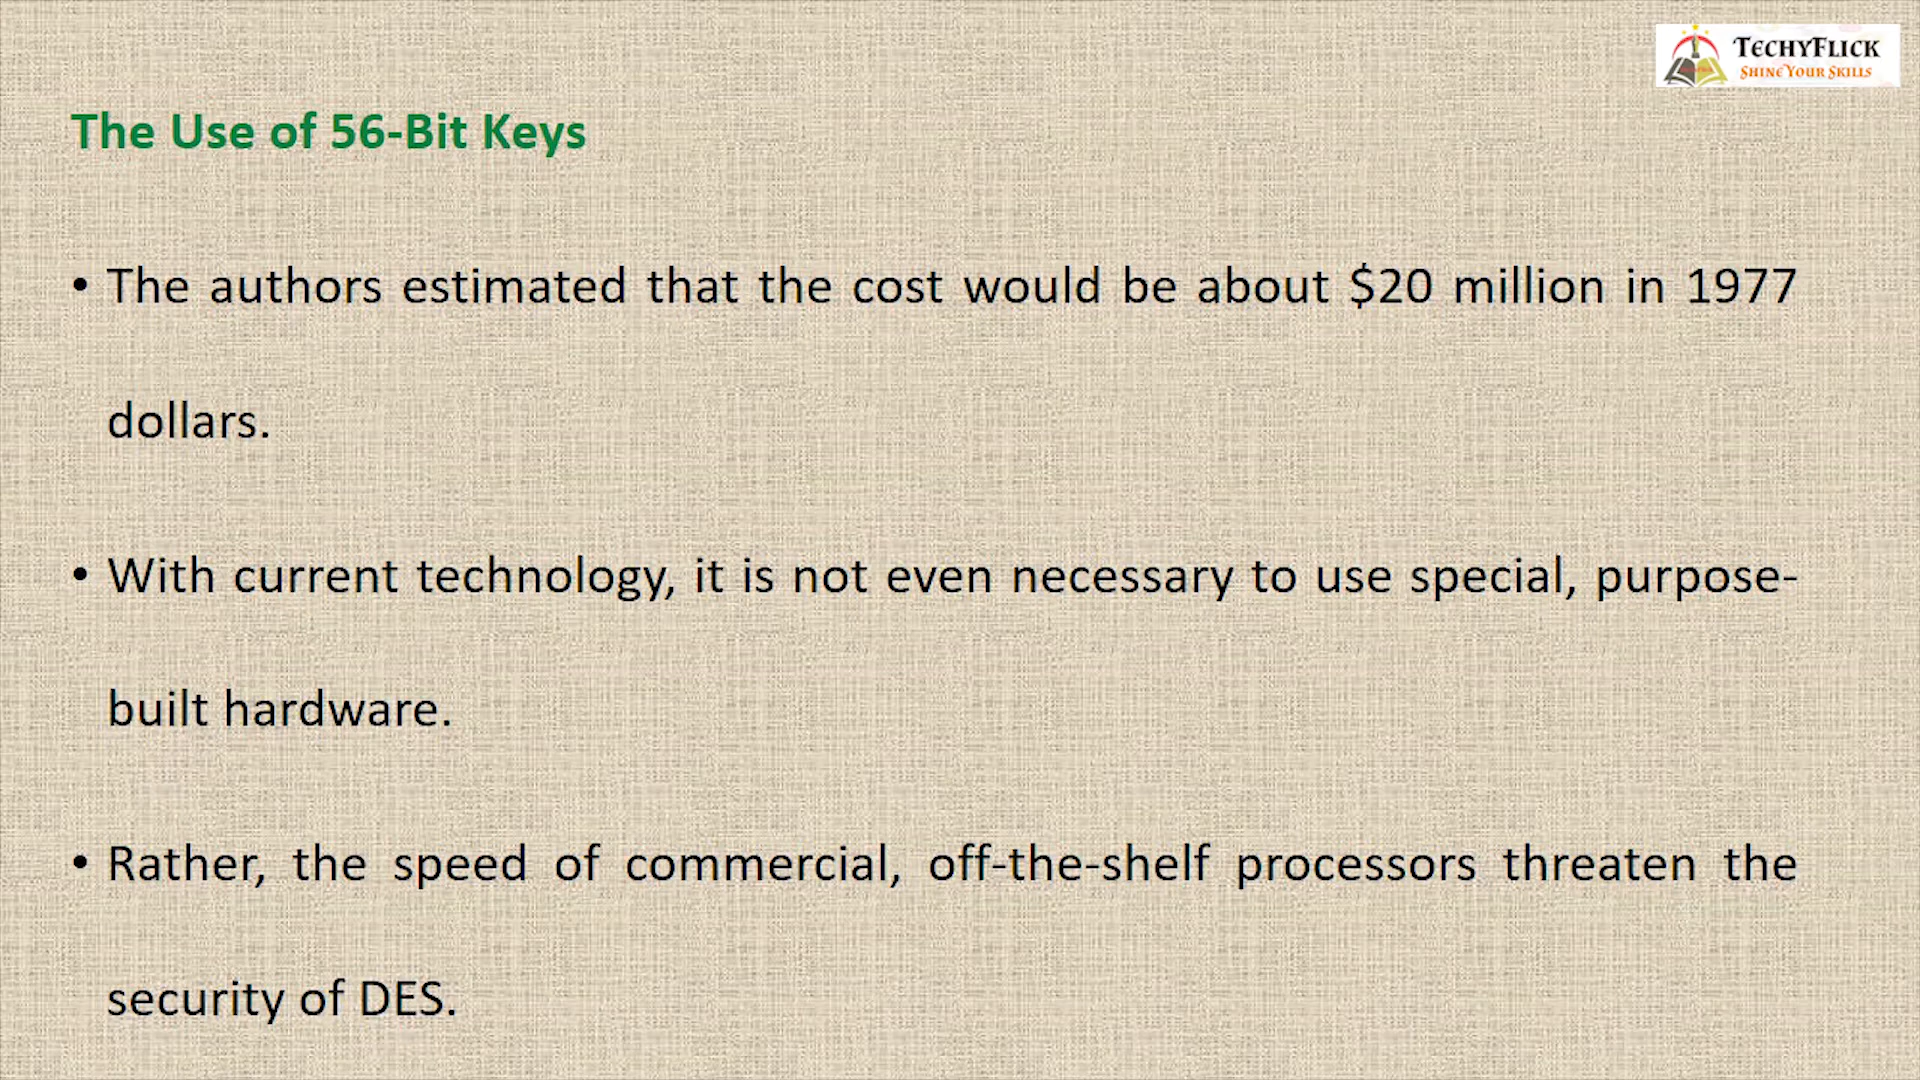 TECHYFLICK
SHINE YOUR SKILLS
The Use of 56-Bit Keys
• The authors estimated that the cost would be about $20 million in 1977
dollars.
• With current technology, it is not even necessary to use special, purpose-
built hardware.
• Rather, the speed of commercial, off-the-shelf processors threaten the
security of DES.